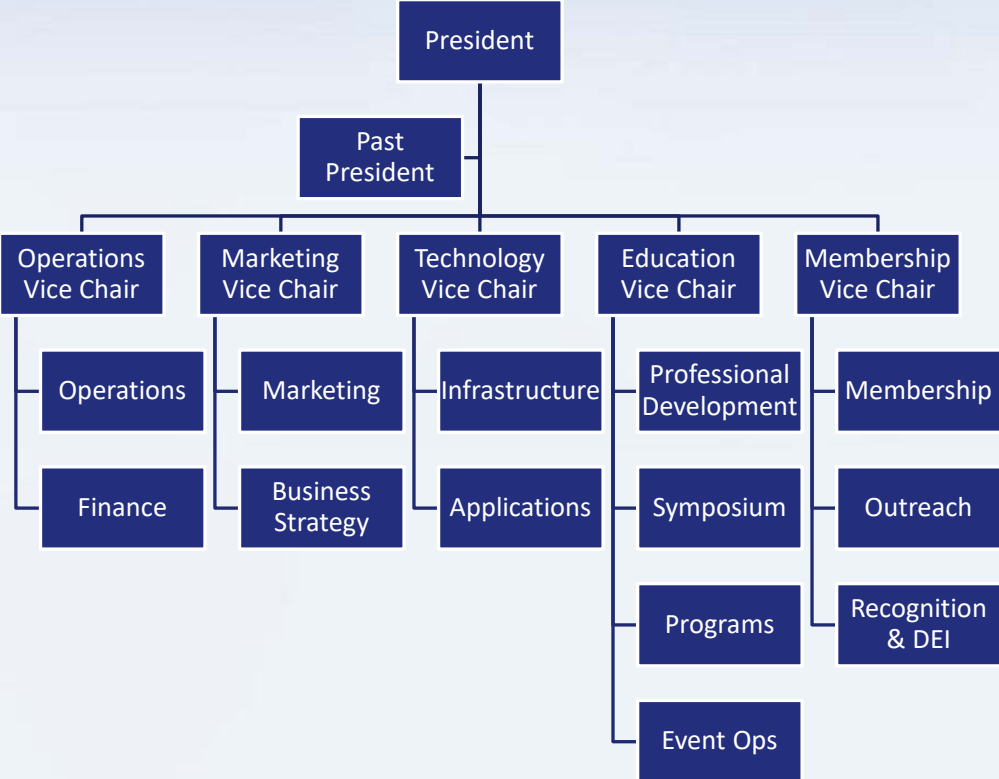 President
Past
President
Operations
Vice Chair
Marketing
Vice Chair
Technology
Vice Chair
Education
Vice Chair
Membership
Vice Chair
Operations
Marketing
Infrastructure
Professional
Development
Membership
Finance
Business
Strategy
Applications
Symposium
Outreach
Programs
Recognition
& DEI
Event Ops